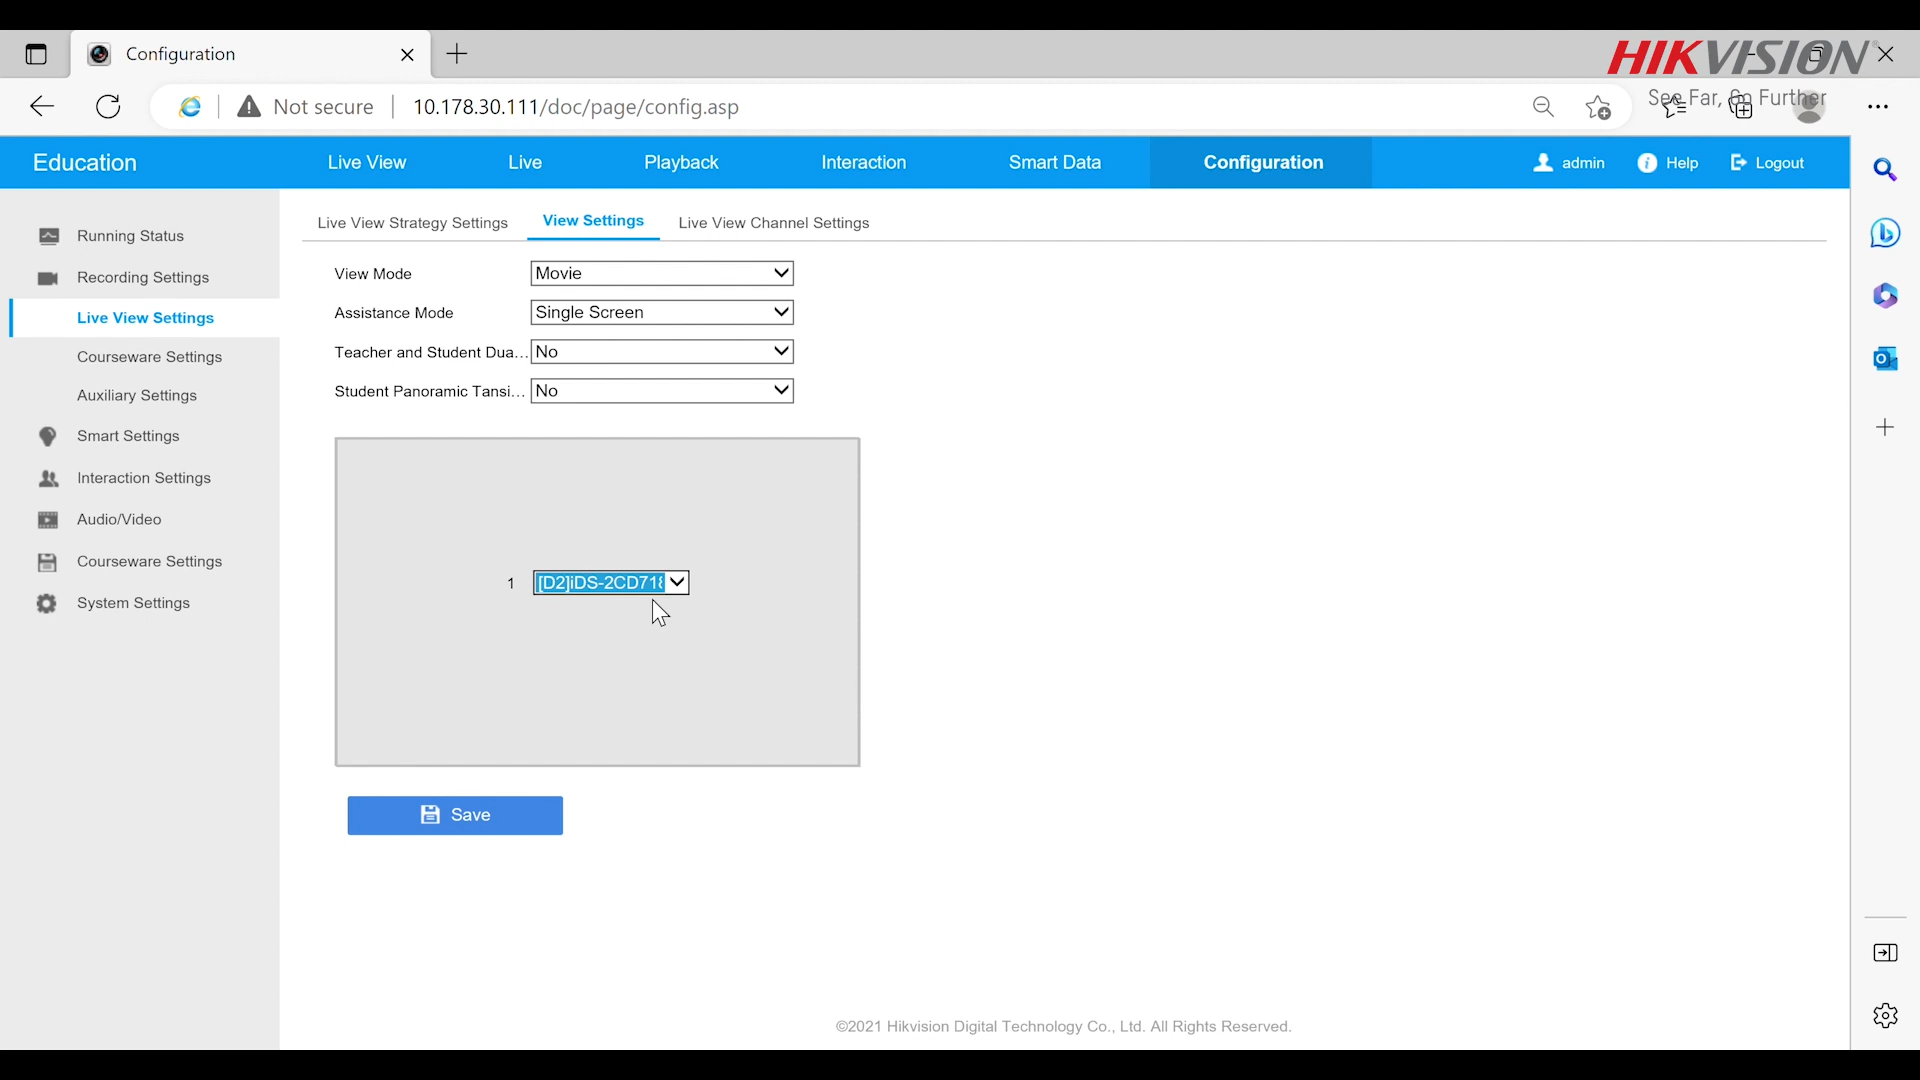 Configuration
HIKVISION
Not secure
10.178.30.111/doc/page/config.asp
See Far, Go Further
Education
Live View
Live
Playback
Interaction
Smart Data
Configuration
admin
Help
Logout
Running Status
Recording Settings
Live View Settings
Courseware Settings
Auxiliary Settings
Smart Settings
Interaction Settings
Audio/Video
Courseware Settings
System Settings
Live View Strategy Settings
View Settings
Live View Channel Settings
View Mode
Movie
Assistance Mode
Single Screen
Teacher and Student Dua...
No
Student Panoramic Tansi...
No
1
[D2]iDS-2CD71
Save
©2021 Hikvision Digital Technology Co., Ltd. All Rights Reserved.